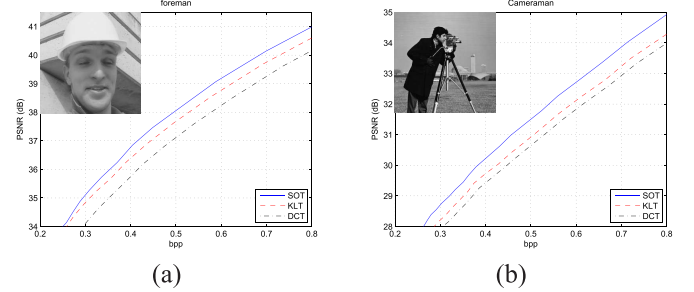 foreman
41
40
39
38
37
36
35
34
PSNR (dB)
0.2 0.3 0.4 0.5 0.6 0.7 0.8
bpp
SOT
KLT
DCT
(a)
Cameraman
35
34
33
32
31
30
29
28
PSNR (dB)
0.2 0.3 0.4 0.5 0.6 0.7 0.8
bpp
SOT
KLT
DCT
(b)